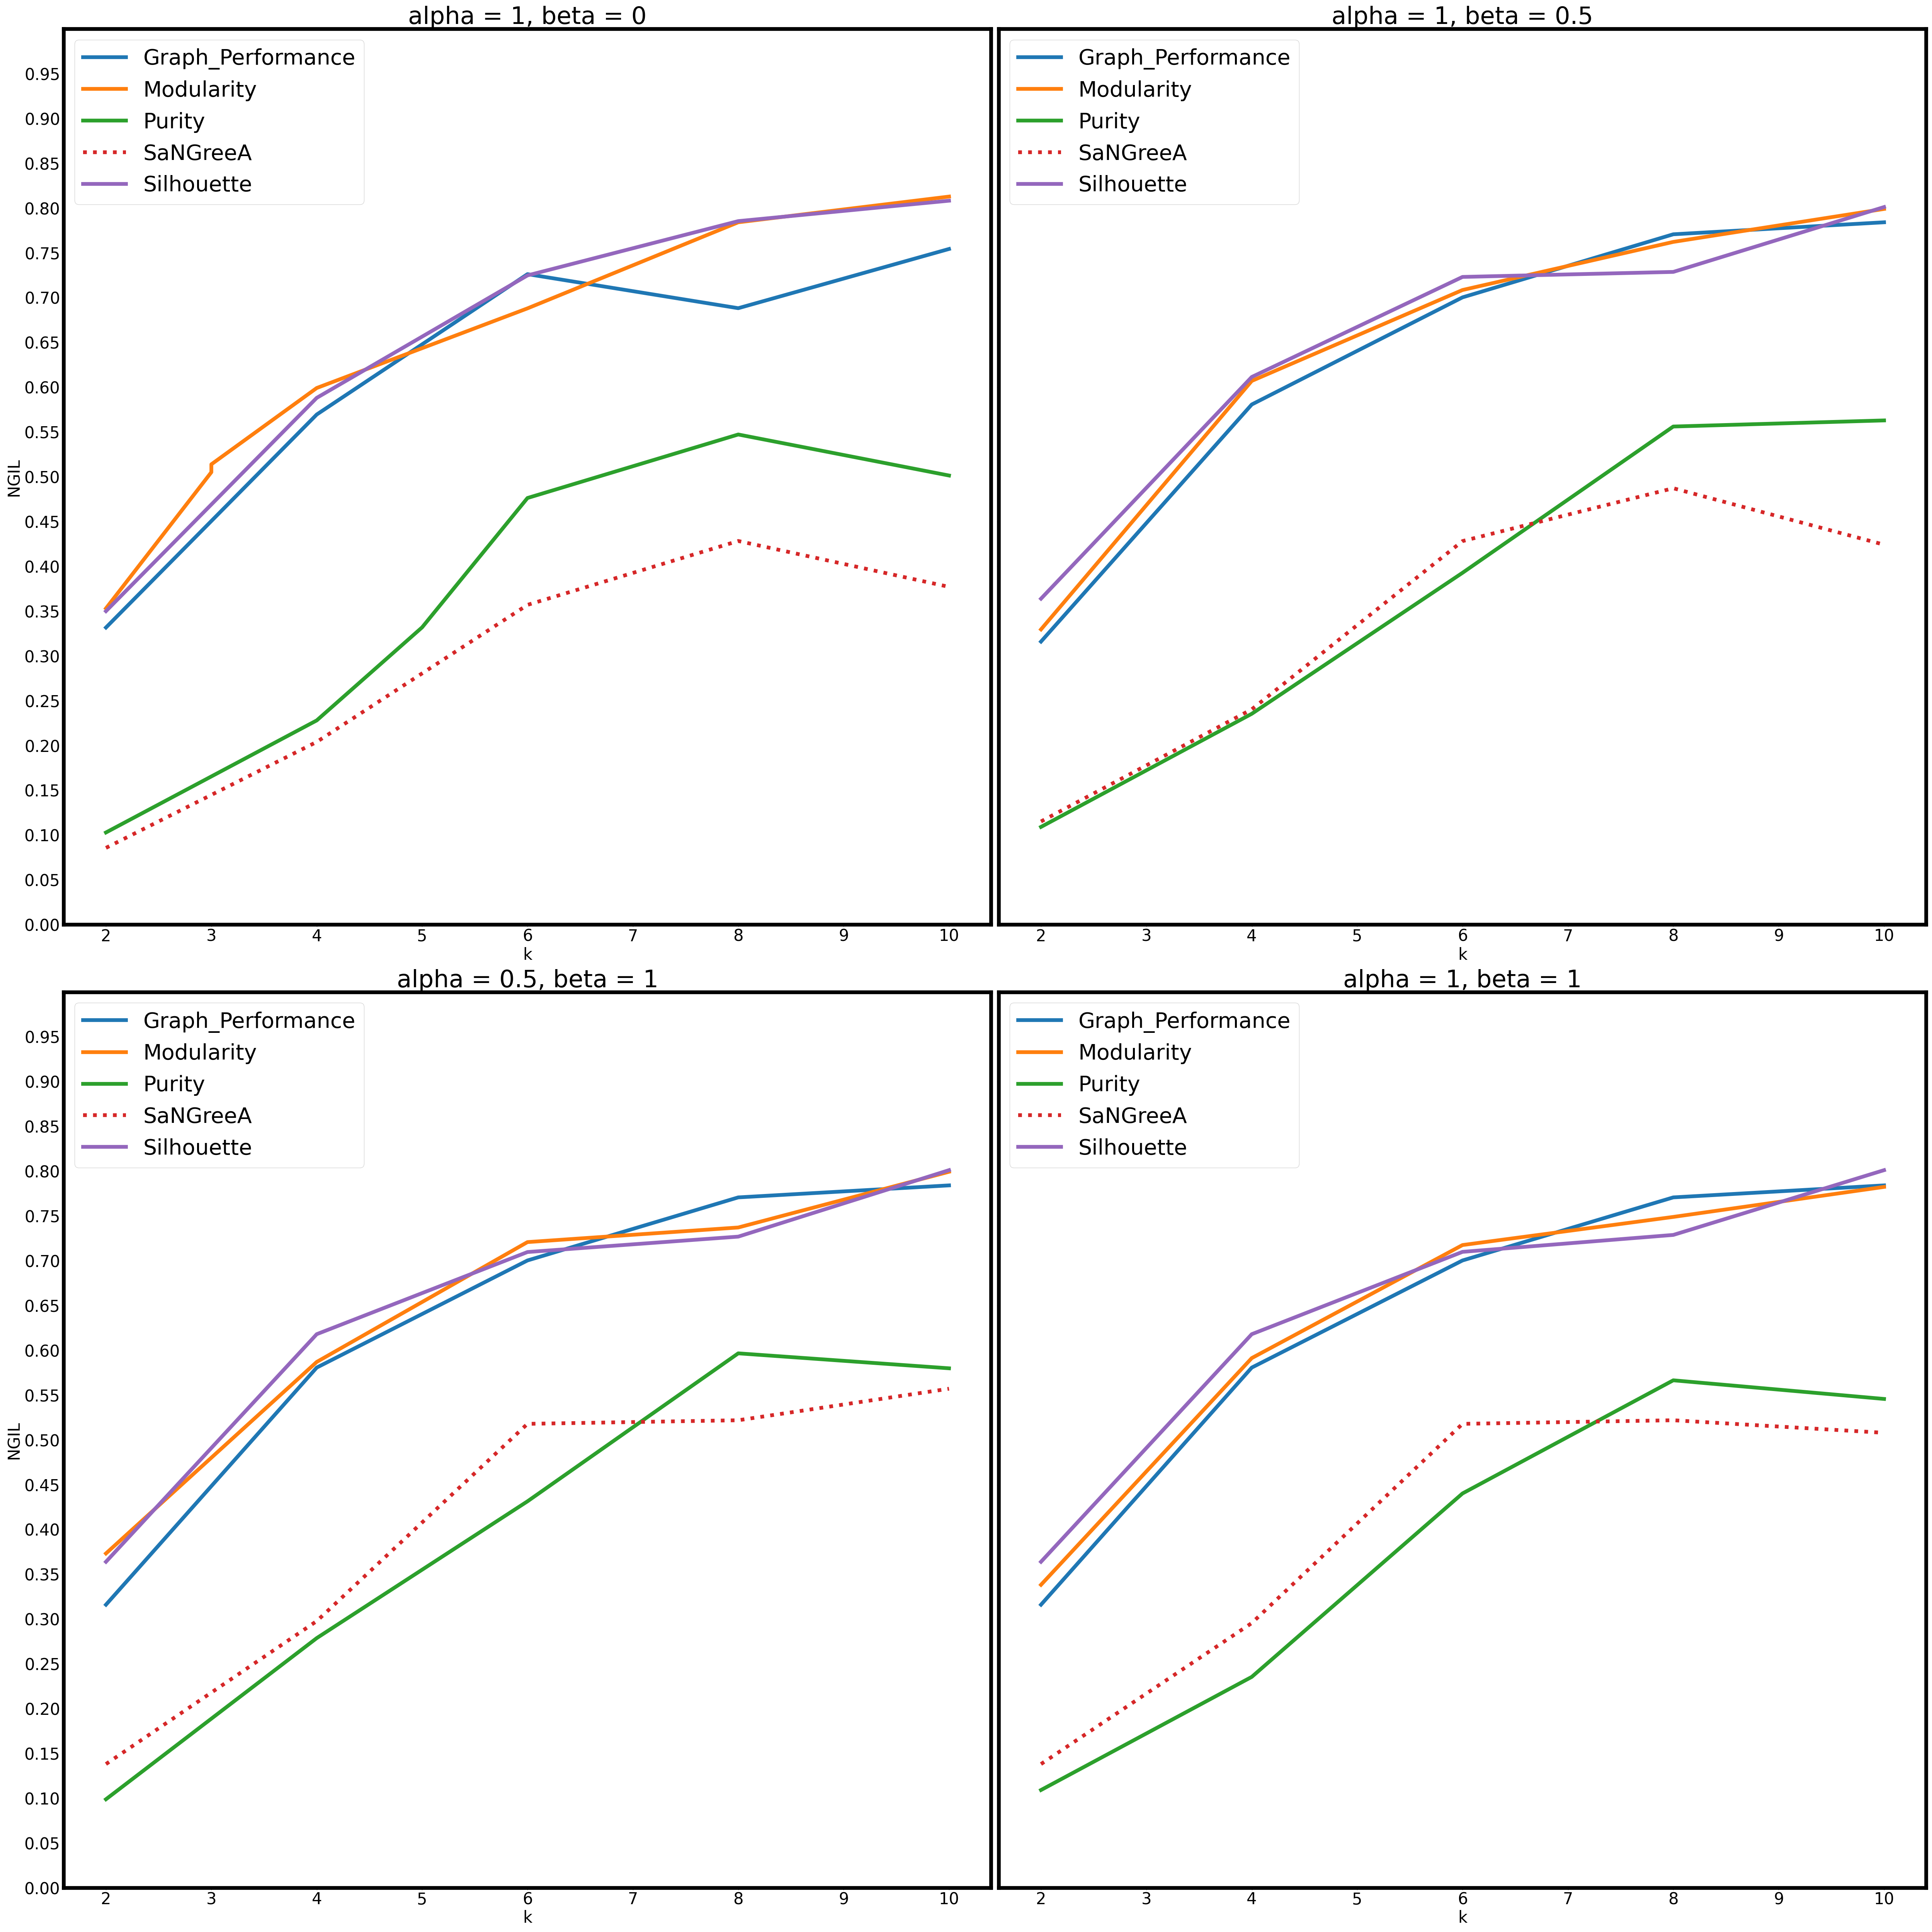 alpha = 1, beta = 0
Graph_Performance
Modularity
Purity
SaNGreeA
Silhouette
0.95
0.90
0.85
0.80
0.75
0.70
0.65
0.60
0.55
0.50
0.45
0.40
0.35
0.30
0.25
0.20
0.15
0.10
0.05
0.00
NGIL
2 3 4 5 6 7 8 9 10
k
alpha = 1, beta = 0.5
Graph_Performance
Modularity
Purity
SaNGreeA
Silhouette
2 3 4 5 6 7 8 9 10
k
alpha = 0.5, beta = 1
Graph_Performance
Modularity
Purity
SaNGreeA
Silhouette
0.95
0.90
0.85
0.80
0.75
0.70
0.65
0.60
0.55
0.50
0.45
0.40
0.35
0.30
0.25
0.20
0.15
0.10
0.05
0.00
NGIL
2 3 4 5 6 7 8 9 10
k
alpha = 1, beta = 1
Graph_Performance
Modularity
Purity
SaNGreeA
Silhouette
2 3 4 5 6 7 8 9 10
k